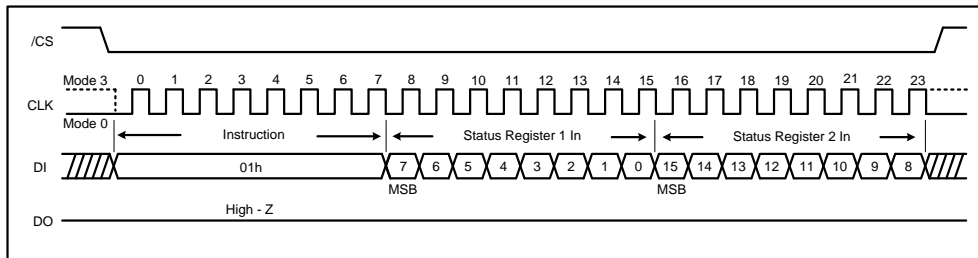 /CS
Mode 3 0 1 2 3 4 5 6 7 8 9 10 11 12 13 14 15 16 17 18 19 20 21 22 23
CLK
Mode 0
Instruction Status Register 1 In Status Register 2 In
DI 01h 7 6 5 4 3 2 1 0 15 14 13 12 11 10 9 8
MSB MSB
High - Z
DO